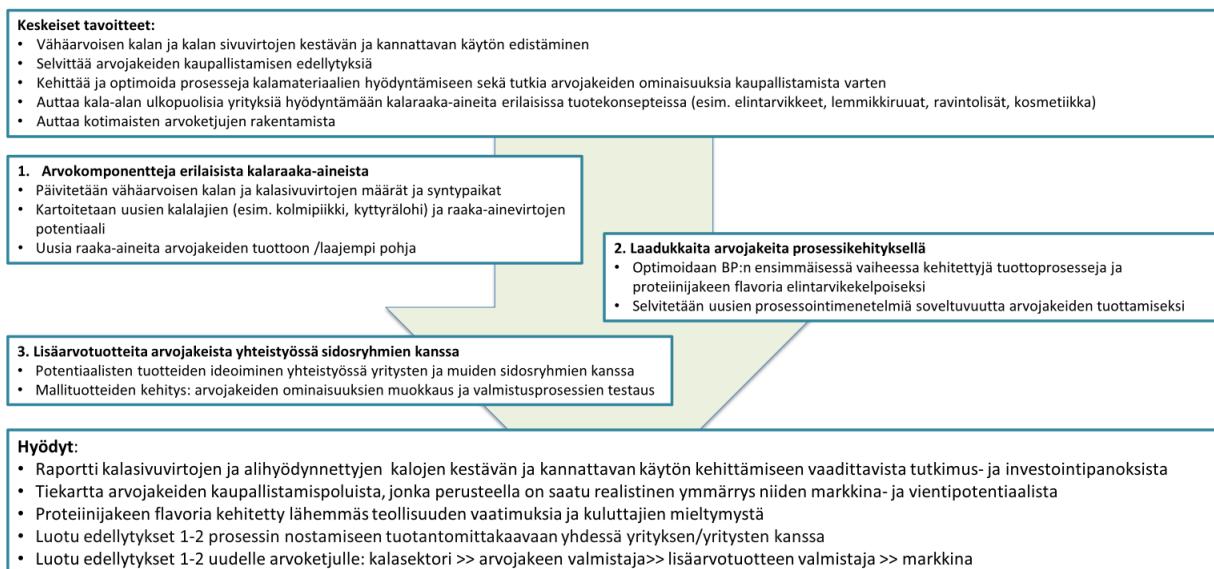 Keskeiset tavoitteet:
• Vähäarvoisen kalan ja kalan sivuvirtojen kestävän ja kannattavan käytön edistäminen
• Selvittää arvojakeiden kaupallistamisen edellytyksiä
• Kehittää ja optimoida prosesseja kalamateriaalien hyödyntämiseen sekä tutkia arvojakeiden ominaisuuksia kaupallistamista varten
• Auttaa kala-alan ulkopuolisia yrityksiä hyödyntämään kalaraaka-aineita erilaisissa tuotekonsepteissa (esim. elintarvikkeet, lemmikkiruuat, ravintolisät, kosmetiikka)
• Auttaa kotimaisten arvoketjujen rakentamista
1. Arvokomponentteja erilaisista kalaraaka-aineista
• Päivitetään vähäarvoisen kalan ja kalasivuvirtojen määrät ja syntypaikat
• Kartoitetaan uusien kalalajien (esim. kolmipiikki, kyttyrälohi) ja raaka-ainevirtojen
potentiaali
• Uusia raaka-aineita arvojakeiden tuottoon /laajempi pohja
2. Laadukkaita arvojakeita prosessikehityksellä
• Optimoidaan BP:n ensimmäisessä vaiheessa kehitettyjä tuottoprosesseja ja
proteiinijakeen flavoria elintarvikekelpoiseksi
• Selvitetään uusien prosessointimenetelmiä soveltuvuutta arvojakeiden tuottamiseksi
3. Lisäarvotuotteita arvojakeista yhteistyössä sidosryhmien kanssa
• Potentiaalisten tuotteiden ideoiminen yhteistyössä yritysten ja muiden sidosryhmien kanssa
• Mallituotteiden kehitys: arvojakeiden ominaisuuksien muokkaus ja valmistusprosessien testaus
Hyödyt:
• Raportti kalasivuvirtojen ja alihyödynnettyjen kalojen kestävän ja kannattavan käytön kehittämiseen vaadittavista tutkimus- ja investointipanoksista
• Tiekartta arvojakeiden kaupallistamispoluista, jonka perusteella on saatu realistinen ymmärrys niiden markkina- ja vientipotentiaalista
• Proteiinijakeen flavoria kehitetty lähemmäs teollisuuden vaatimuksia ja kuluttajien mieltymystä
• Luotu edellytykset 1-2 prosessin nostamiseen tuotantomittakaavaan yhdessä yrityksen/yritysten kanssa
• Luotu edellytykset 1-2 uudelle arvoketjulle: kalasektori >> arvojakeen valmistaja>> lisäarvotuotteen valmistaja >> markkina